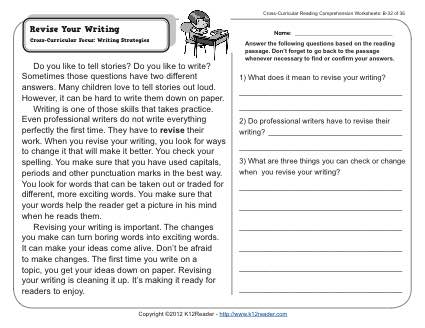 Cross-Curricular Reading Comprehension Worksheets: B-32 of 36
Revise Your Writing
Cross-Curricular Focus: Writing Strategies
Do you like to tell stories? Do you like to write?
Sometimes those questions have two different
answers. Many children love to tell stories out loud.
However, it can be hard to write them down on paper.
Writing is one of those skills that takes practice.
Even professional writers do not write everything
perfectly the first time. They have to revise their
work. When you revise your writing, you look for ways
to change it that will make it better. You check your
spelling. You make sure that you have used capitals,
periods and other punctuation marks in the best way.
You look for words that can be taken out or traded for
different, more exciting words. You make sure that
your words help the reader get a picture in his mind
when he reads them.
Revising your writing is important. The changes
you make can turn boring words into exciting words.
It can make your ideas come alive. Don't be afraid
to make changes. The first time you write on a
topic, you get your ideas down on paper. Revising
your writing is cleaning it up. It's making it ready for
readers to enjoy.
Name:
Answer the following questions based on the reading
passage. Don't forget to go back to the passage
whenever necessary to find or confirm your answers.
1) What does it mean to revise your writing?
2) Do professional writers have to revise their
writing?
3) What are three things you can check or change
when you revise your writing?
Copyright ©2012 K12Reader - http://www.k12reader.com